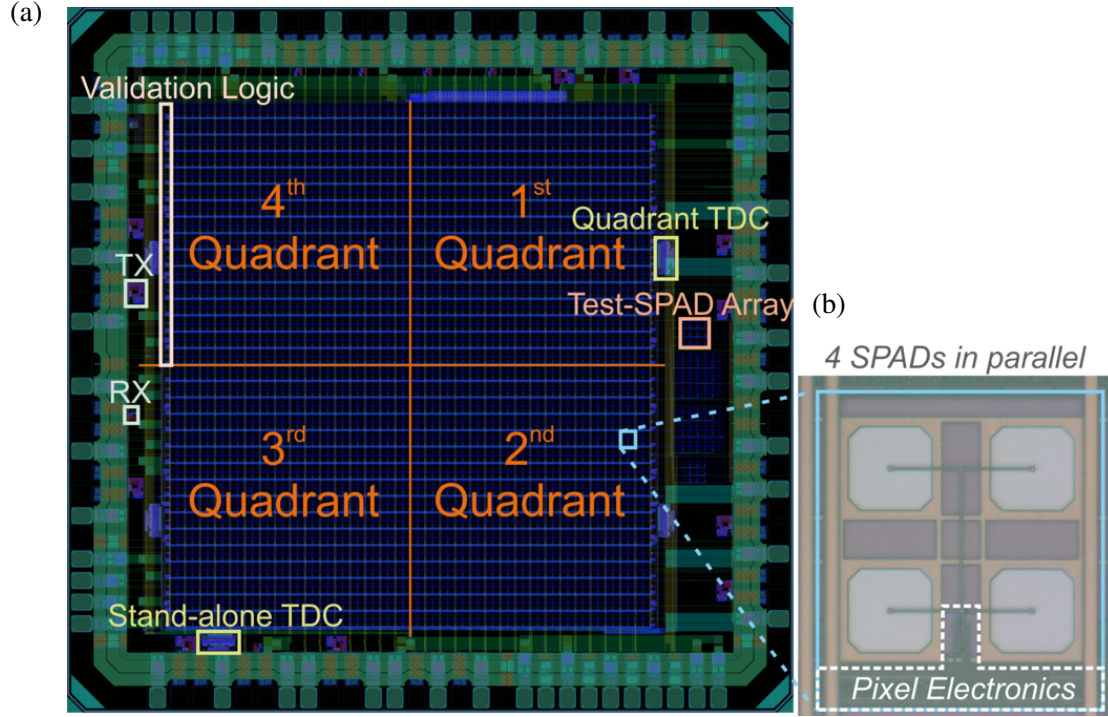 (a)
Validation Logic
4th
Quadrant
1st
Quadrant
Quadrant TDC
TX
Test-SPAD Array
(b)
4 SPADs in parallel
RX
3rd
Quadrant
2nd
Quadrant
Stand-alone TDC
Pixel Electronics